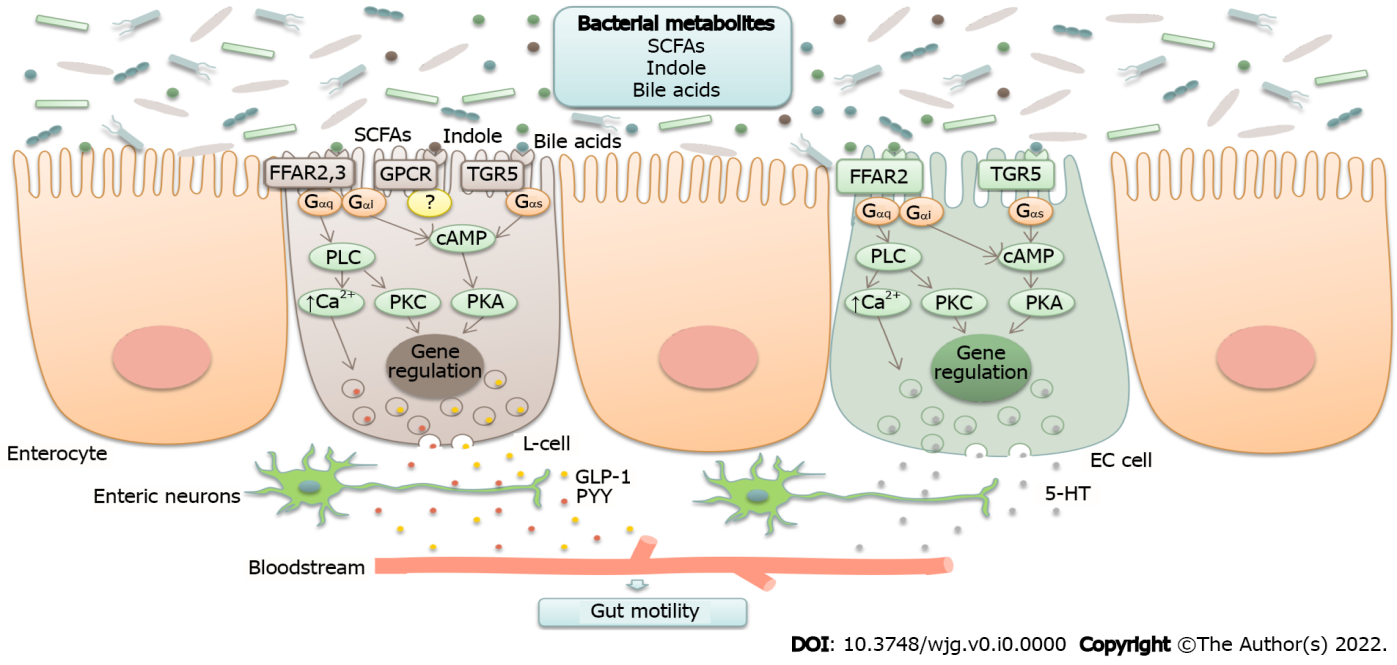 Bacterial metabolites
SCFAs
Indole
Bile acids
SCFAs
Indole
Bile acids
FFAR2,3
GPCR
TGR5
Gαq
Gαi
?
Gαs
cAMP
PLC
↑Ca2+
PKC
PKA
Gene
regulation
FFAR2
TGR5
Gαq
Gαi
Gαs
PLC
cAMP
↑Ca2+
PKC
PKA
Gene
regulation
Enterocyte
L-cell
EC cell
Enteric neurons
GLP-1
PYY
5-HT
Bloodstream
Gut motility
DOI: 10.3748/wjg.v0.i0.0000 Copyright ©The Author(s) 2022.